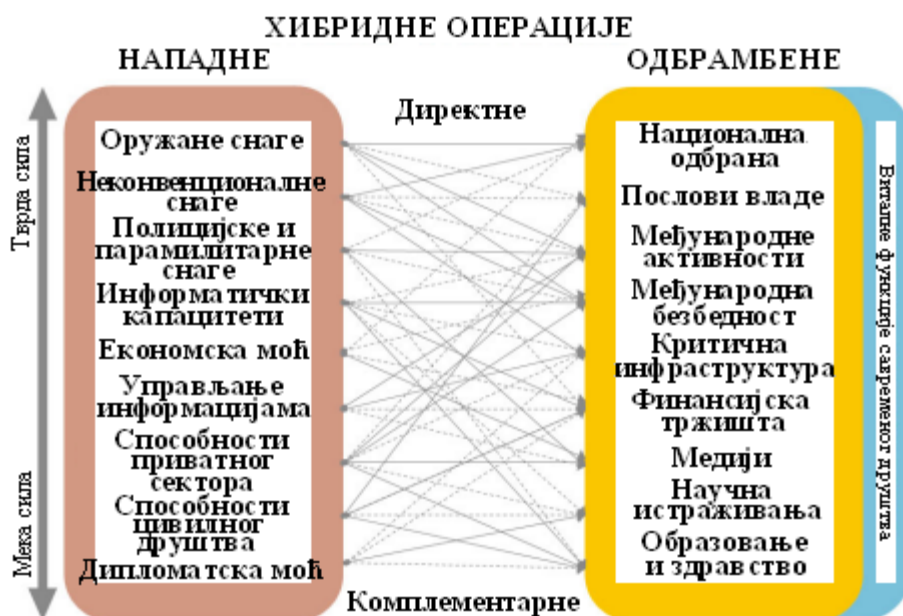 ХИБРИДНЕ ОПЕРАЦИЈЕ
НАПАДНЕ
ОДБРАМБЕНЕ
Тврда сила
Мека сила
Оружане снаге
Неконвенционалне
снаге
Полицијске и
парамилитарне
снаге
Информатички
капацитети
Економска моћ
Управљање
информацијама
Способности
приватног
сектора
Способности
цивилног
друштва
Дипломатска моћ
Директне
Комплементарне
Национална
одбрана
Послови владе
Међународне
активности
Међународна
безбедност
Критична
инфраструктура
Финансијска
тржишта
Медији
Научна
истраживања
Образовање
и здравство
Виталне функције савременог друштва